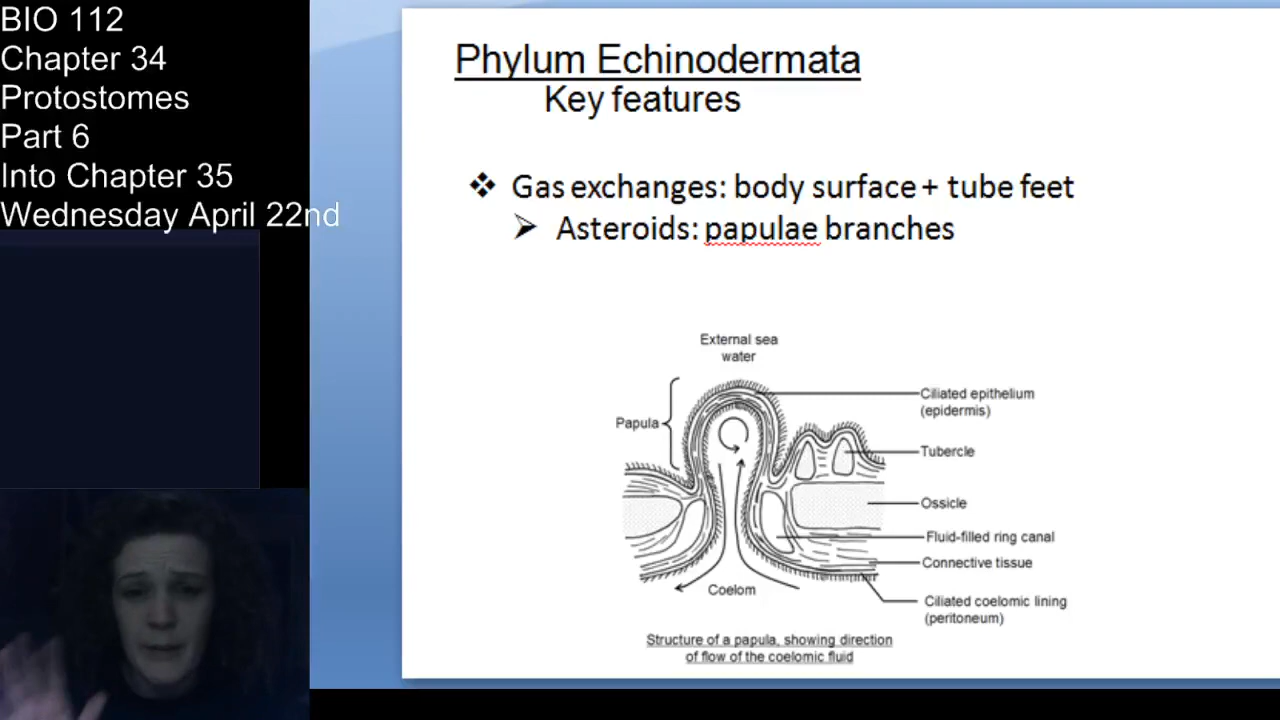 BIO 112
Chapter 34
Protostomes
Part 6
Into Chapter 35
Wednesday April 22nd
Phylum Echinodermata
Key features
❖ Gas exchanges: body surface + tube feet
➢ Asteroids: papulae branches
External sea
water
Papula
Ciliated epithelium
(epidermis)
Tubercle
Ossicle
Fluid-filled ring canal
Connective tissue
Coelom
Ciliated coelomic lining
(peritoneum)
Structure of a papula, showing direction
of flow of the coelomic fluid